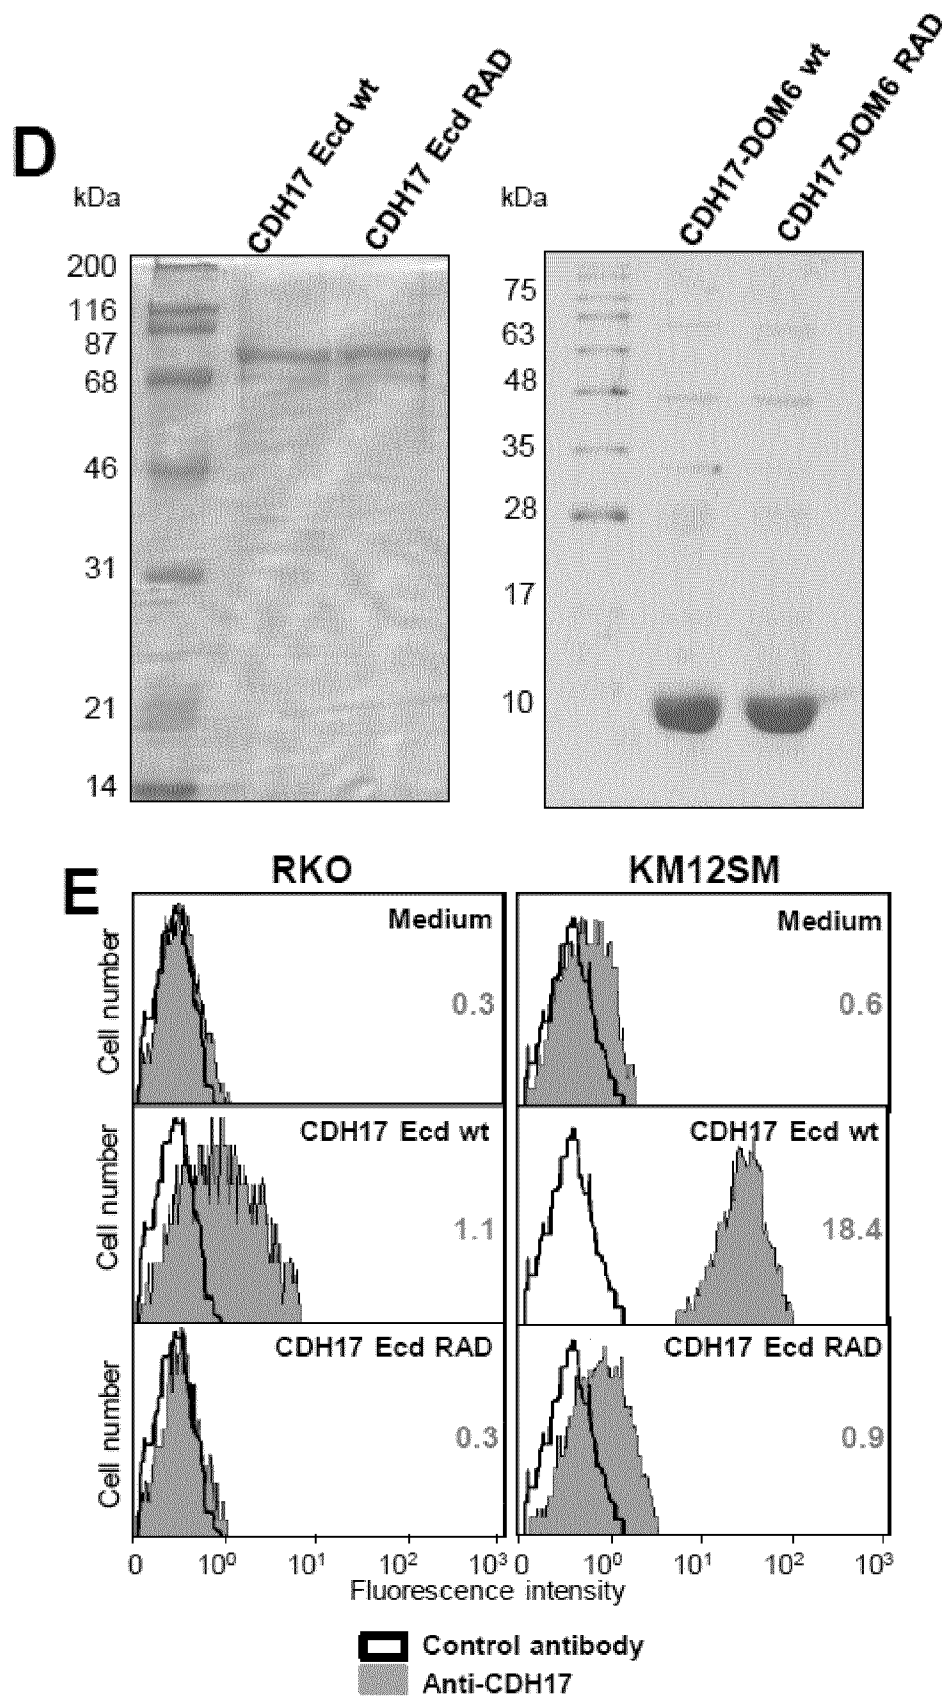 D
kDa
CDH17 Ecd wt
CDH17 Ecd RAD
200
116
87
68
46
31
21
14
kDa
CDH17-DOM6 wt
CDH17-DOM6 RAD
75
63
48
35
28
17
10
E
RKO
KM12SM
Cell number
Medium
0.3
Medium
0.6
Cell number
CDH17 Ecd wt
1.1
CDH17 Ecd wt
18.4
Cell number
CDH17 Ecd RAD
0.3
CDH17 Ecd RAD
0.9
0 10⁰ 10¹ 10² 10³
0 10⁰ 10¹ 10² 10³
Fluorescence intensity
Control antibody
Anti-CDH17